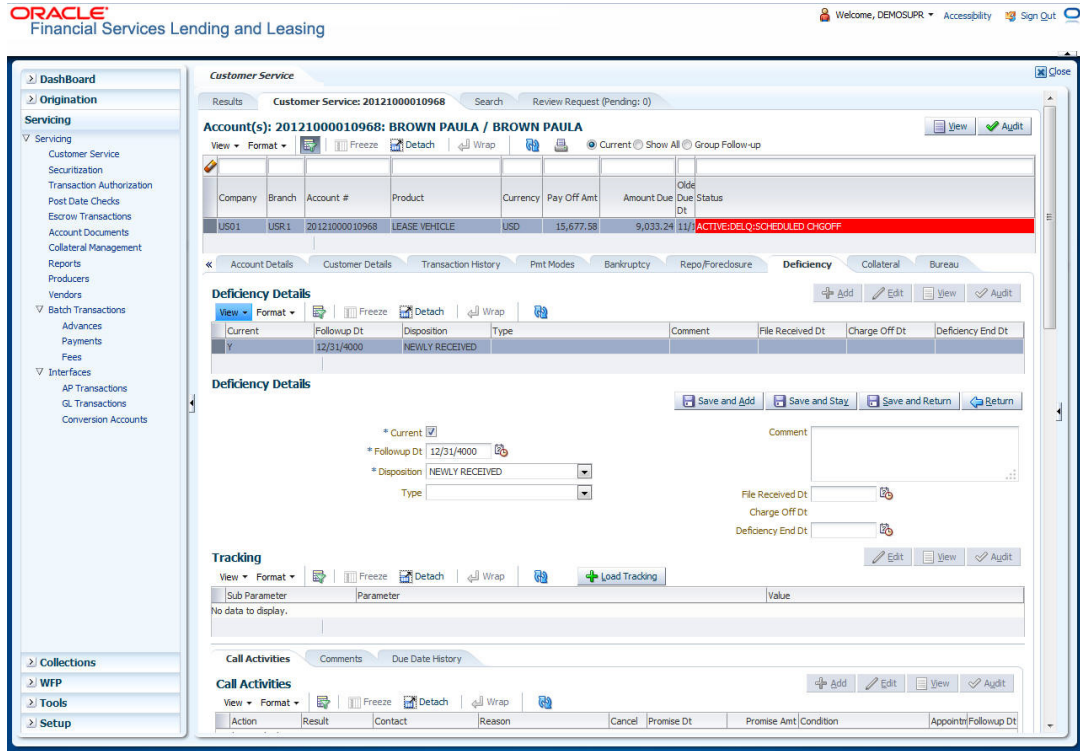 ORACLE
Financial Services Lending and Leasing
Welcome, DEMOSUPR Accessibility Sign Out
Close
DashBoard
Origination
Servicing
Servicing
Customer Service
Securitization
Transaction Authorization
Post Date Checks
Escrow Transactions
Account Documents
Collateral Management
Reports
Producers
Vendors
Batch Transactions
Advances
Payments
Fees
Interfaces
AP Transactions
GL Transactions
Conversion Accounts
Collections
WFP
Tools
Setup
Customer Service
Results Customer Service: 20121000010968 Search Review Request (Pending: 0)
Account(s): 20121000010968: BROWN PAULA / BROWN PAULA
View Audit
View Format Freeze Detach Wrap Current Show All Group Follow-up
Company Branch Account # Product Currency Pay Off Amt Amount Due Olde Due Dt Status
US01 USR1 20121000010968 LEASE VEHICLE USD 15,677.58 9,033.24 11/1 ACTIVE:DELQ:SCHEDULED CHGOFF
« Account Details Customer Details Transaction History Pmt Modes Bankruptcy Repo/Foreclosure Deficiency Collateral Bureau
Deficiency Details
Add Edit View Audit
View Format Freeze Detach Wrap
Current Followup Dt Disposition Type Comment File Received Dt Charge Off Dt Deficiency End Dt
Y 12/31/4000 NEWLY RECEIVED
Deficiency Details
Save and Add Save and Stay Save and Return Return
* Current
* Followup Dt 12/31/4000
* Disposition NEWLY RECEIVED
Type
Comment
File Received Dt
Charge Off Dt
Deficiency End Dt
Tracking
Edit View Audit
View Format Freeze Detach Wrap Load Tracking
Sub Parameter Parameter Value
No data to display.
Call Activities Comments Due Date History
Call Activities
Add Edit View Audit
View Format Freeze Detach Wrap
Action Result Contact Reason Cancel Promise Dt Promise Amt Condition Appointm Followup Dt